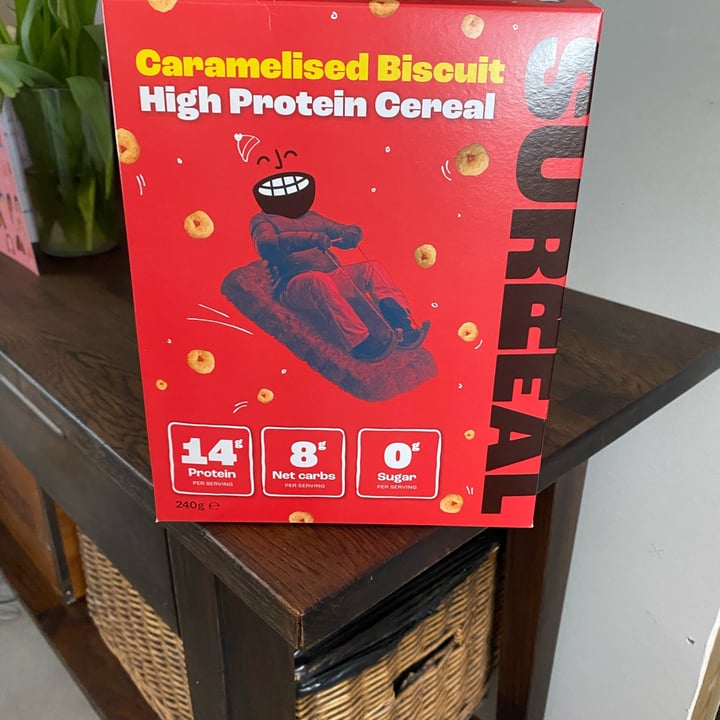 Caramelised Biscuit
High Protein Cereal
SURREAL
14g
Protein
PER SERVING
8g
Net carbs
PER SERVING
0g
Sugar
PER SERVING
240g ℮